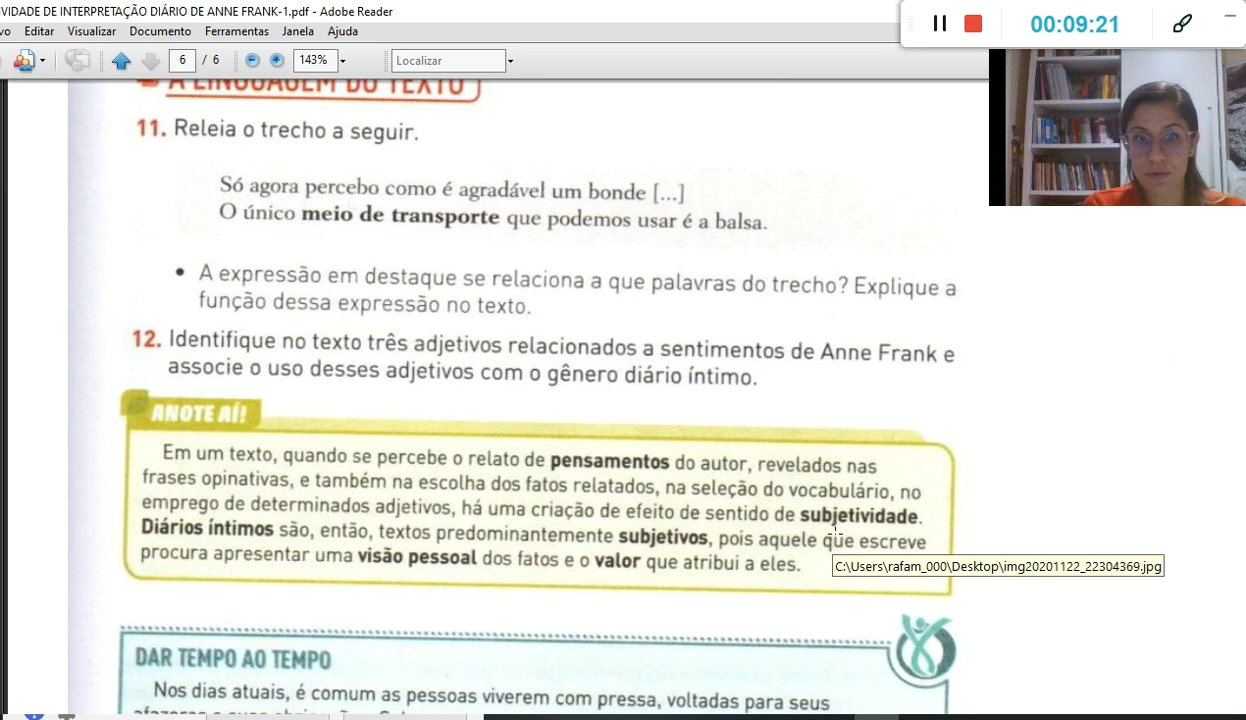 IVIDADE DE INTERPRETAÇÃO DIÁRIO DE ANNE FRANK-1.pdf - Adobe Reader
vo Editar Visualizar Documento Ferramentas Janela Ajuda
00:09:21
6 / 6 143% Localizar
A LINGUAGEM DO TEXTO
11. Releia o trecho a seguir.
Só agora percebo como é agradável um bonde [...]
O único meio de transporte que podemos usar é a balsa.
• A expressão em destaque se relaciona a que palavras do trecho? Explique a
função dessa expressão no texto.
12. Identifique no texto três adjetivos relacionados a sentimentos de Anne Frank e
associe o uso desses adjetivos com o gênero diário íntimo.
ANOTE AÍ!
Em um texto, quando se percebe o relato de pensamentos do autor, revelados nas
frases opinativas, e também na escolha dos fatos relatados, na seleção do vocabulário, no
emprego de determinados adjetivos, há uma criação de efeito de sentido de subjetividade.
Diários íntimos são, então, textos predominantemente subjetivos, pois aquele que escreve
procura apresentar uma visão pessoal dos fatos e o valor que atribui a eles.
C:\Users\rafam_000\Desktop\img20201122_22304369.jpg
DAR TEMPO AO TEMPO
Nos dias atuais, é comum as pessoas viverem com pressa, voltadas para seus